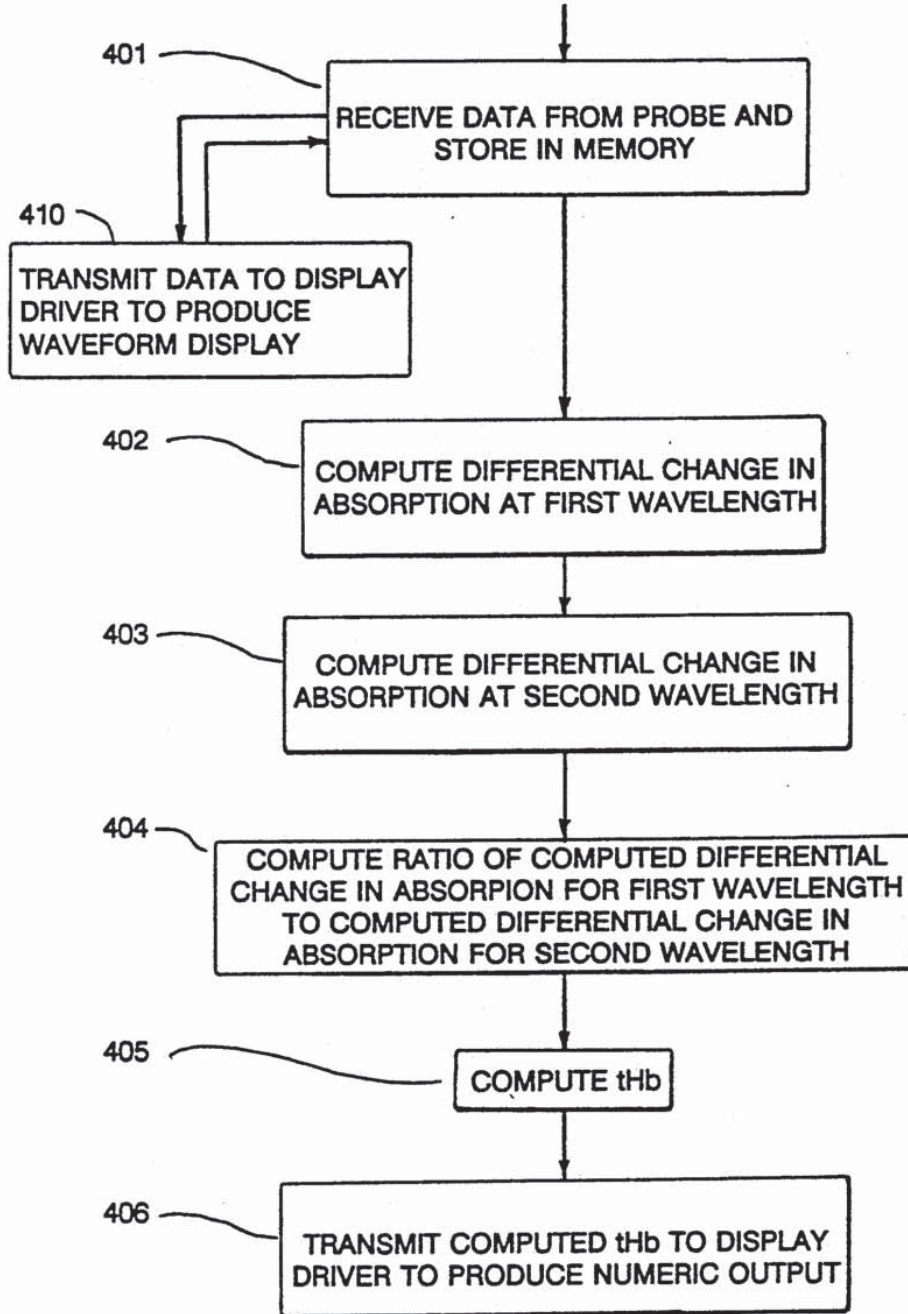 401
RECEIVE DATA FROM PROBE AND
STORE IN MEMORY
410
TRANSMIT DATA TO DISPLAY
DRIVER TO PRODUCE
WAVEFORM DISPLAY
402
COMPUTE DIFFERENTIAL CHANGE IN
ABSORPTION AT FIRST WAVELENGTH
403
COMPUTE DIFFERENTIAL CHANGE IN
ABSORPTION AT SECOND WAVELENGTH
404
COMPUTE RATIO OF COMPUTED DIFFERENTIAL
CHANGE IN ABSORPION FOR FIRST WAVELENGTH
TO COMPUTED DIFFERENTIAL CHANGE IN
ABSORPTION FOR SECOND WAVELENGTH
405
COMPUTE tHb
406
TRANSMIT COMPUTED tHb TO DISPLAY
DRIVER TO PRODUCE NUMERIC OUTPUT